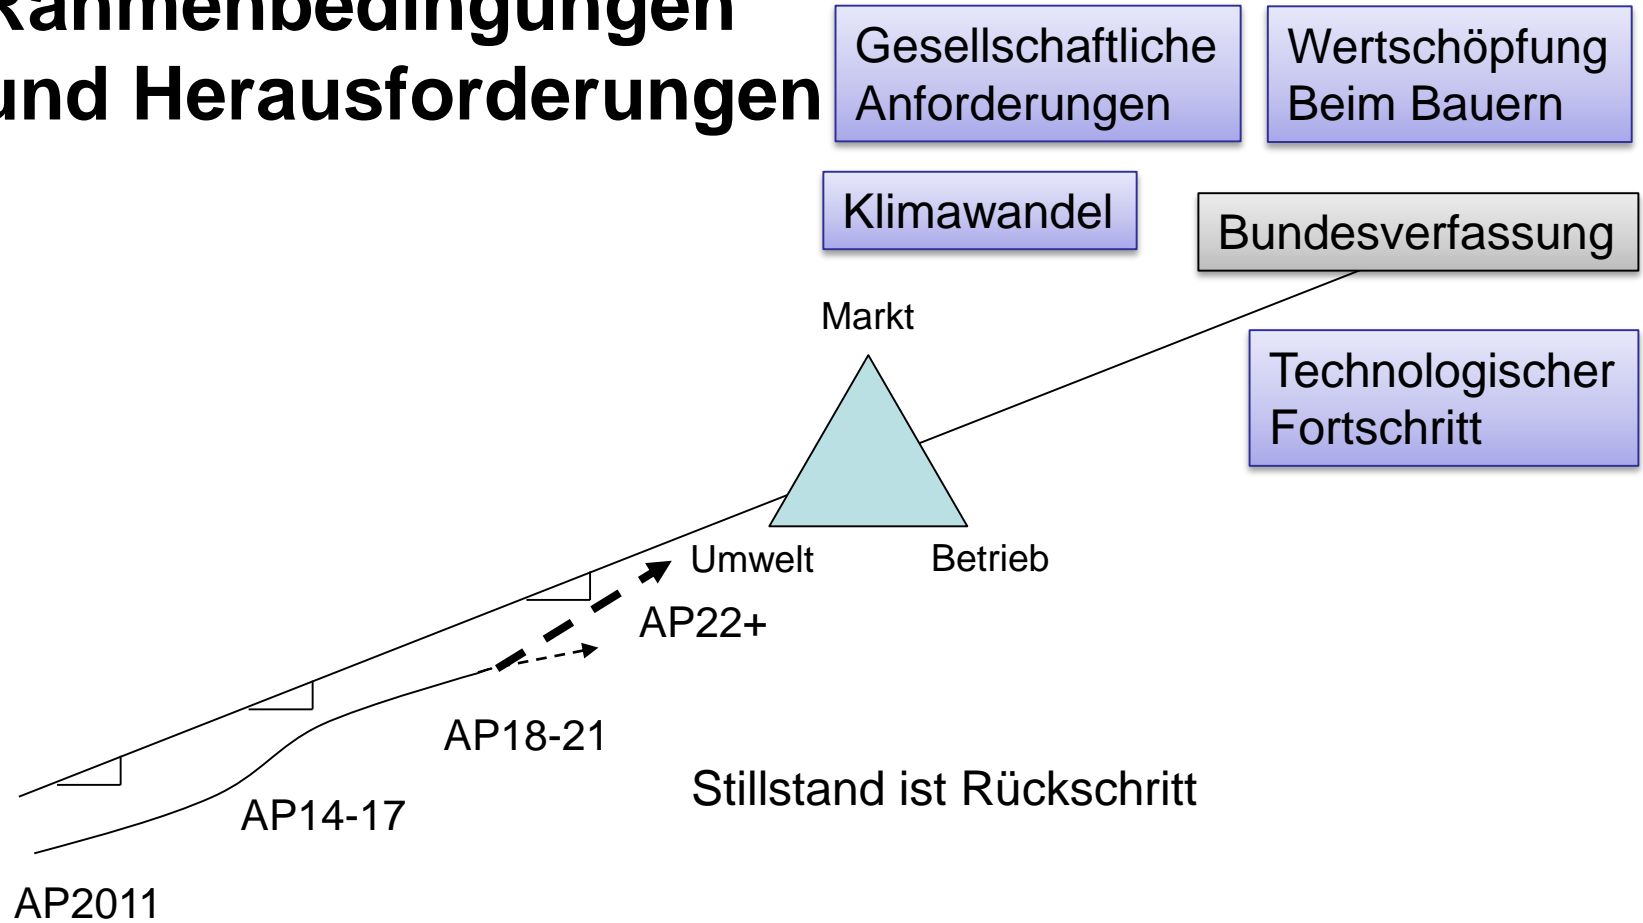 Rahmenbedingungen
und Herausforderungen
Gesellschaftliche
Anforderungen
Wertschöpfung
Beim Bauern
Klimawandel
Bundesverfassung
Markt
Technologischer
Fortschritt
Umwelt
Betrieb
AP22+
AP18-21
Stillstand ist Rückschritt
AP14-17
AP2011